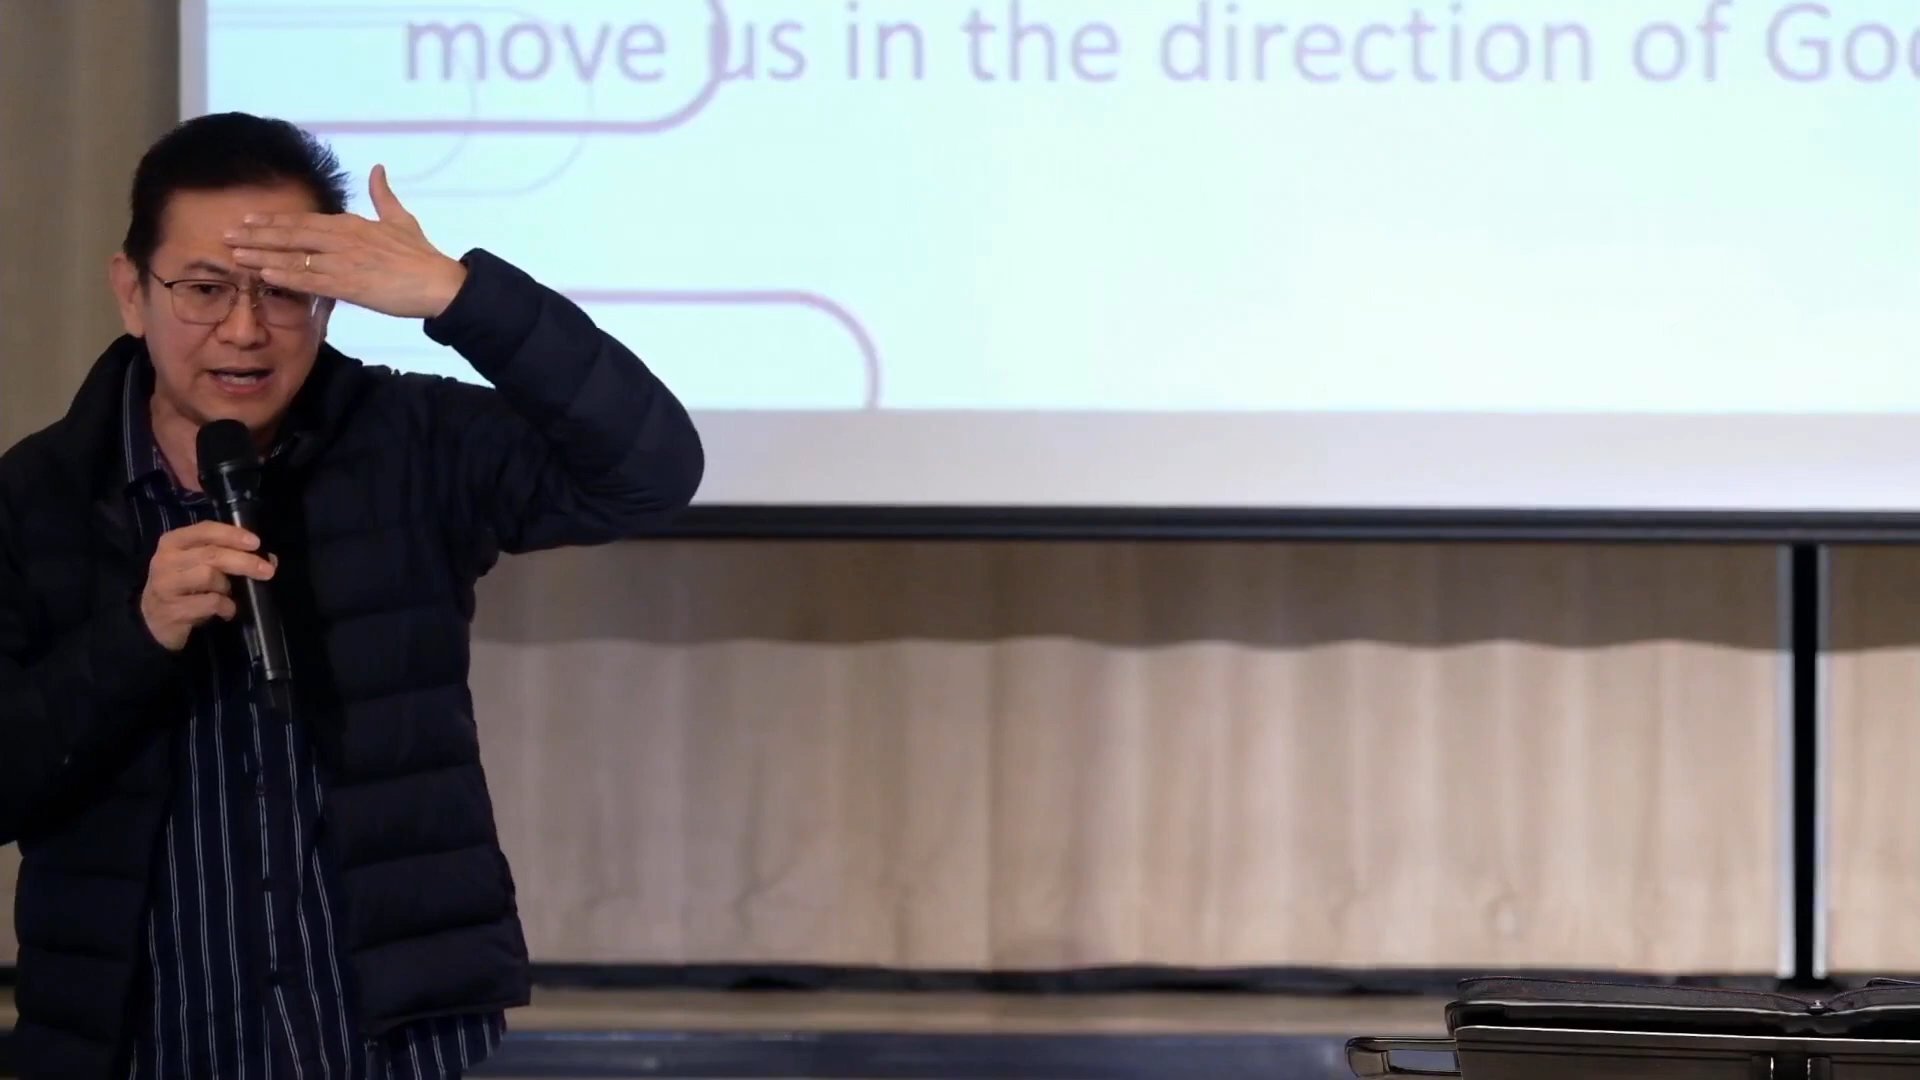 move us in the direction of